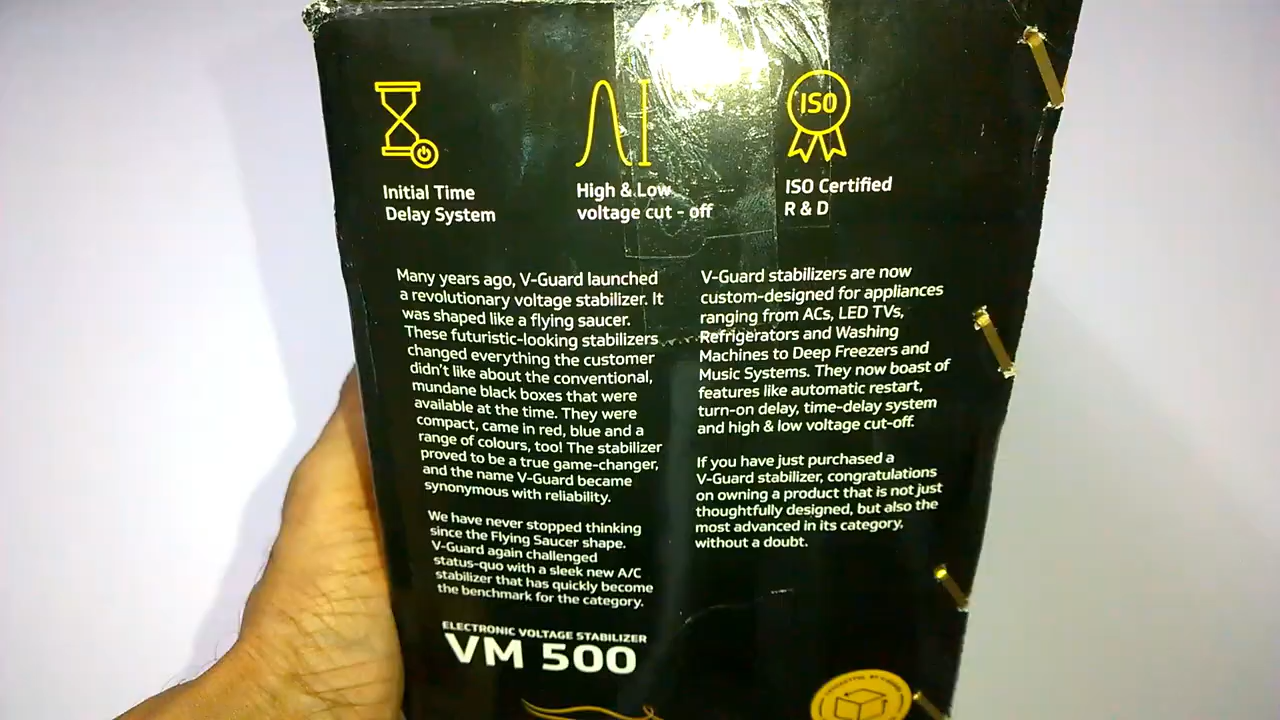 Initial Time
Delay System
High & Low
voltage cut - off
ISO
ISO Certified
R & D
Many years ago, V-Guard launched
a revolutionary voltage stabilizer. It
was shaped like a flying saucer.
These futuristic-looking stabilizers
changed everything the customer
didn't like about the conventional,
mundane black boxes that were
available at the time. They were
compact, came in red, blue and a
range of colours, too! The stabilizer
proved to be a true game-changer,
and the name V-Guard became
synonymous with reliability.
We have never stopped thinking
since the Flying Saucer shape.
V-Guard again challenged
status-quo with a sleek new A/C
stabilizer that has quickly become
the benchmark for the category.
V-Guard stabilizers are now
custom-designed for appliances
ranging from ACs, LED TVs,
Refrigerators and Washing
Machines to Deep Freezers and
Music Systems. They now boast of
features like automatic restart,
turn-on delay, time-delay system
and high & low voltage cut-off.
If you have just purchased a
V-Guard stabilizer, congratulations
on owning a product that is not just
thoughtfully designed, but also the
most advanced in its category,
without a doubt.
ELECTRONIC VOLTAGE STABILIZER
VM 500